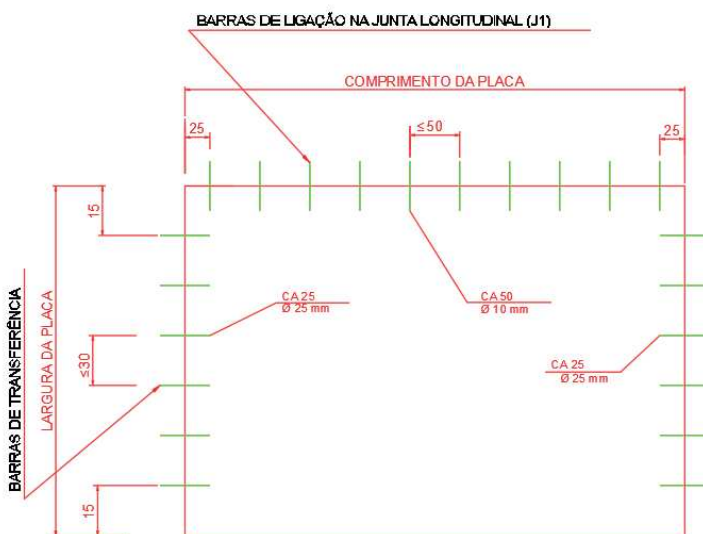 BARRAS DE LIGAÇÃO NA JUNTA LONGITUDINAL (J1)
COMPRIMENTO DA PLACA
25
≤50
25
15
BARRAS DE TRANSFERÊNCIA
LARGURA DA PLACA
≤30
15
CA 25
Ø 25 mm
CA 50
Ø 10 mm
CA 25
Ø 25 mm